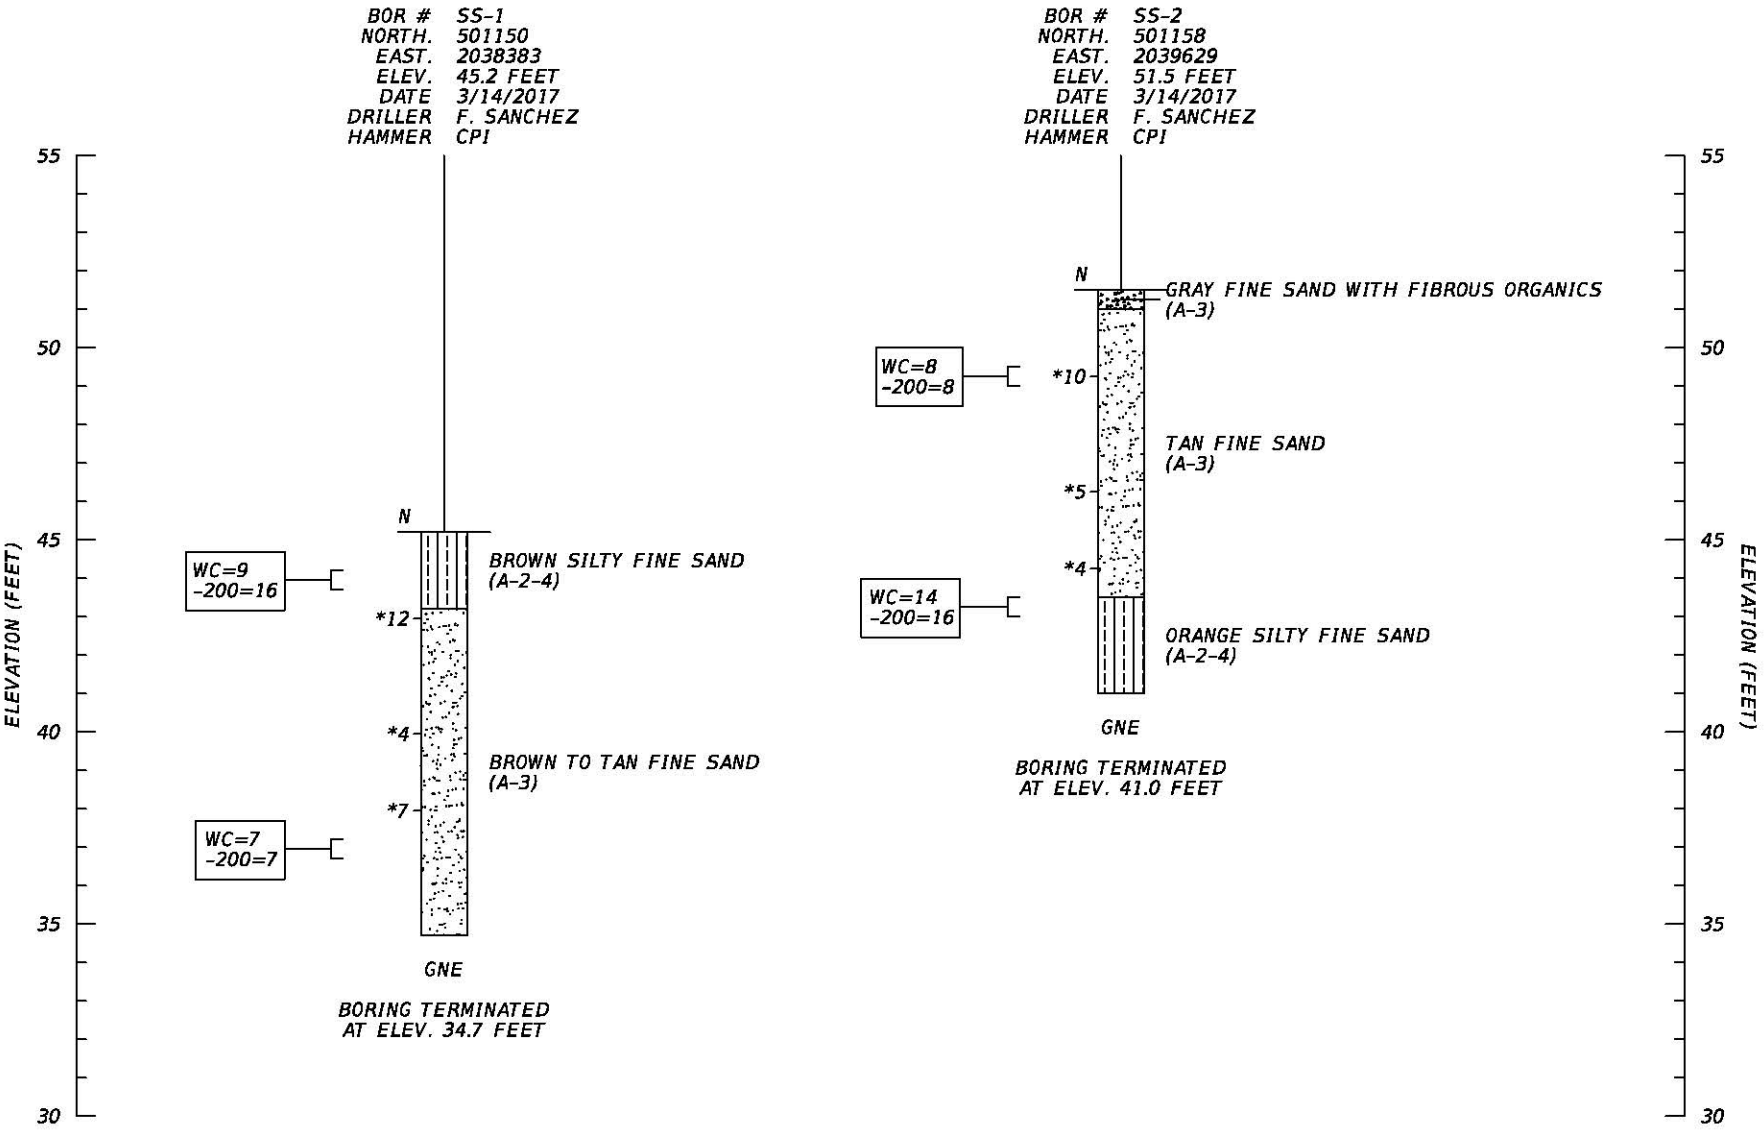 BOR # SS-1
NORTH. 501150
EAST. 2038383
ELEV. 45.2 FEET
DATE 3/14/2017
DRILLER F. SANCHEZ
HAMMER CPI
BOR # SS-2
NORTH. 501158
EAST. 2039629
ELEV. 51.5 FEET
DATE 3/14/2017
DRILLER F. SANCHEZ
HAMMER CPI
ELEVATION (FEET)
55
50
45
40
35
30
N
BROWN SILTY FINE SAND
(A-2-4)
WC=9
-200=16
*12
*4
BROWN TO TAN FINE SAND
(A-3)
*7
WC=7
-200=7
GNE
BORING TERMINATED
AT ELEV. 34.7 FEET
N
GRAY FINE SAND WITH FIBROUS ORGANICS
(A-3)
WC=8
-200=8
*10
TAN FINE SAND
(A-3)
*5
*4
WC=14
-200=16
ORANGE SILTY FINE SAND
(A-2-4)
GNE
BORING TERMINATED
AT ELEV. 41.0 FEET
55
50
45
40
35
30
ELEVATION (FEET)